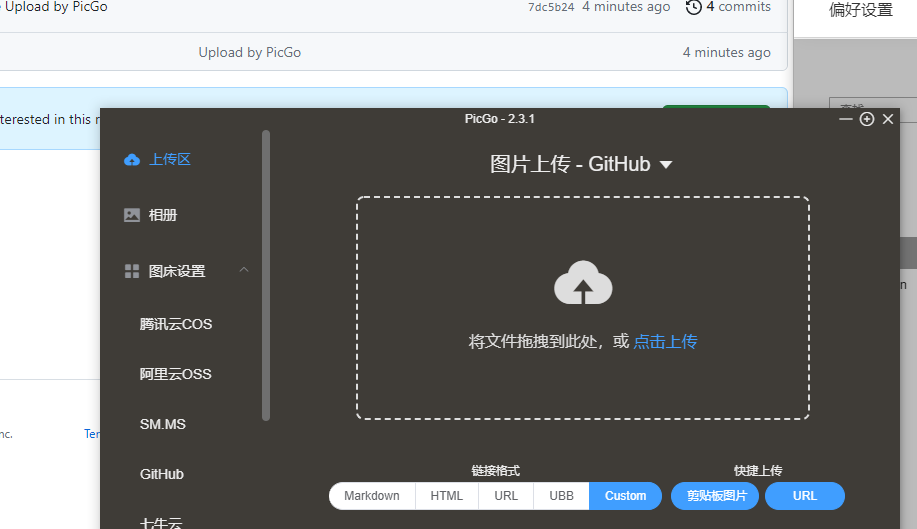 Upload by PicGo 7dc5b24 4 minutes ago 4 commits
偏好设置
Upload by PicGo 4 minutes ago
terested in this r
PicGo - 2.3.1
上传区
图片上传 - GitHub
相册
图床设置
腾讯云COS
将文件拖拽到此处，或 点击上传
阿里云OSS
SM.MS
nc. Ter
GitHub
链接格式 快捷上传
Markdown HTML URL UBB Custom 剪贴板图片 URL
七牛云